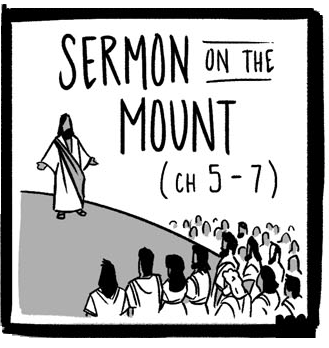 SERMON ON THE
MOUNT
(CH 5-7)